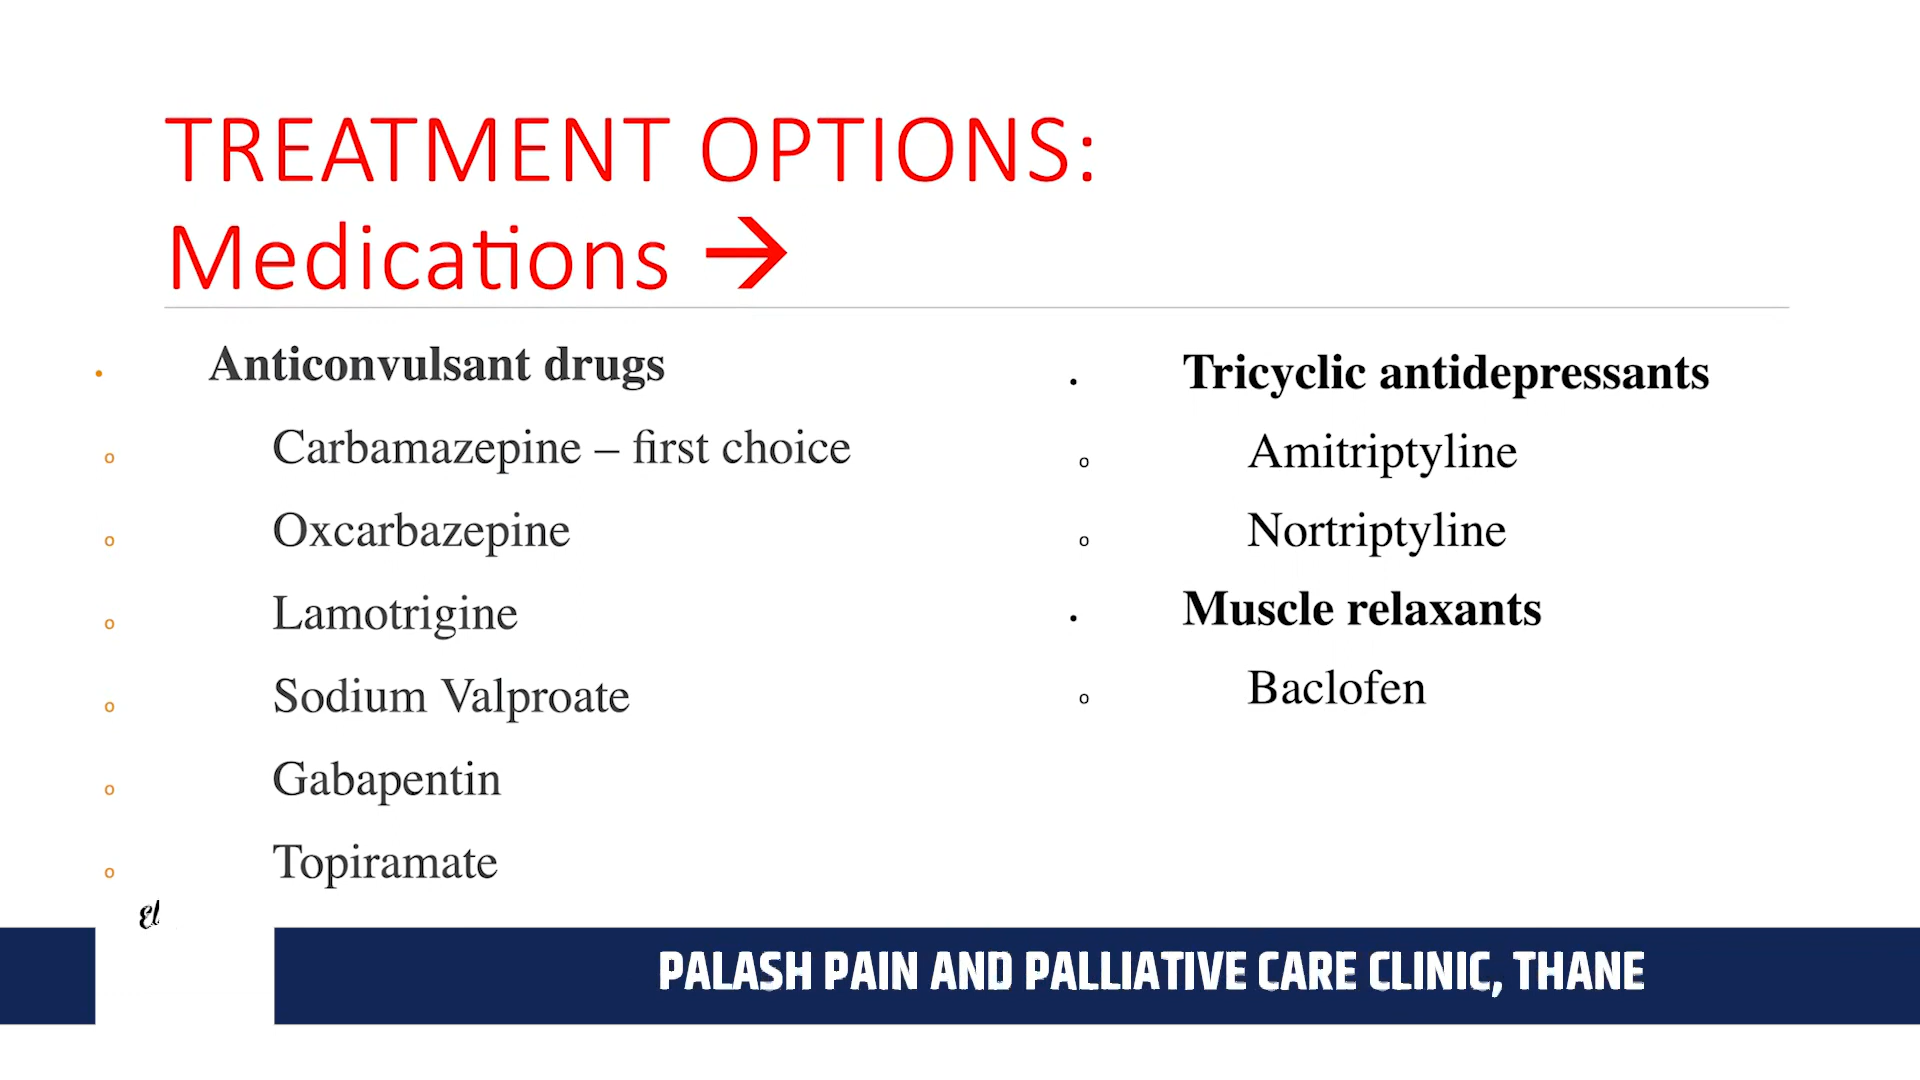 TREATMENT OPTIONS:
Medications →
• Anticonvulsant drugs
o Carbamazepine – first choice
o Oxcarbazepine
o Lamotrigine
o Sodium Valproate
o Gabapentin
o Topiramate
• Tricyclic antidepressants
o Amitriptyline
o Nortriptyline
• Muscle relaxants
o Baclofen
El
PALASH PAIN AND PALLIATIVE CARE CLINIC, THANE